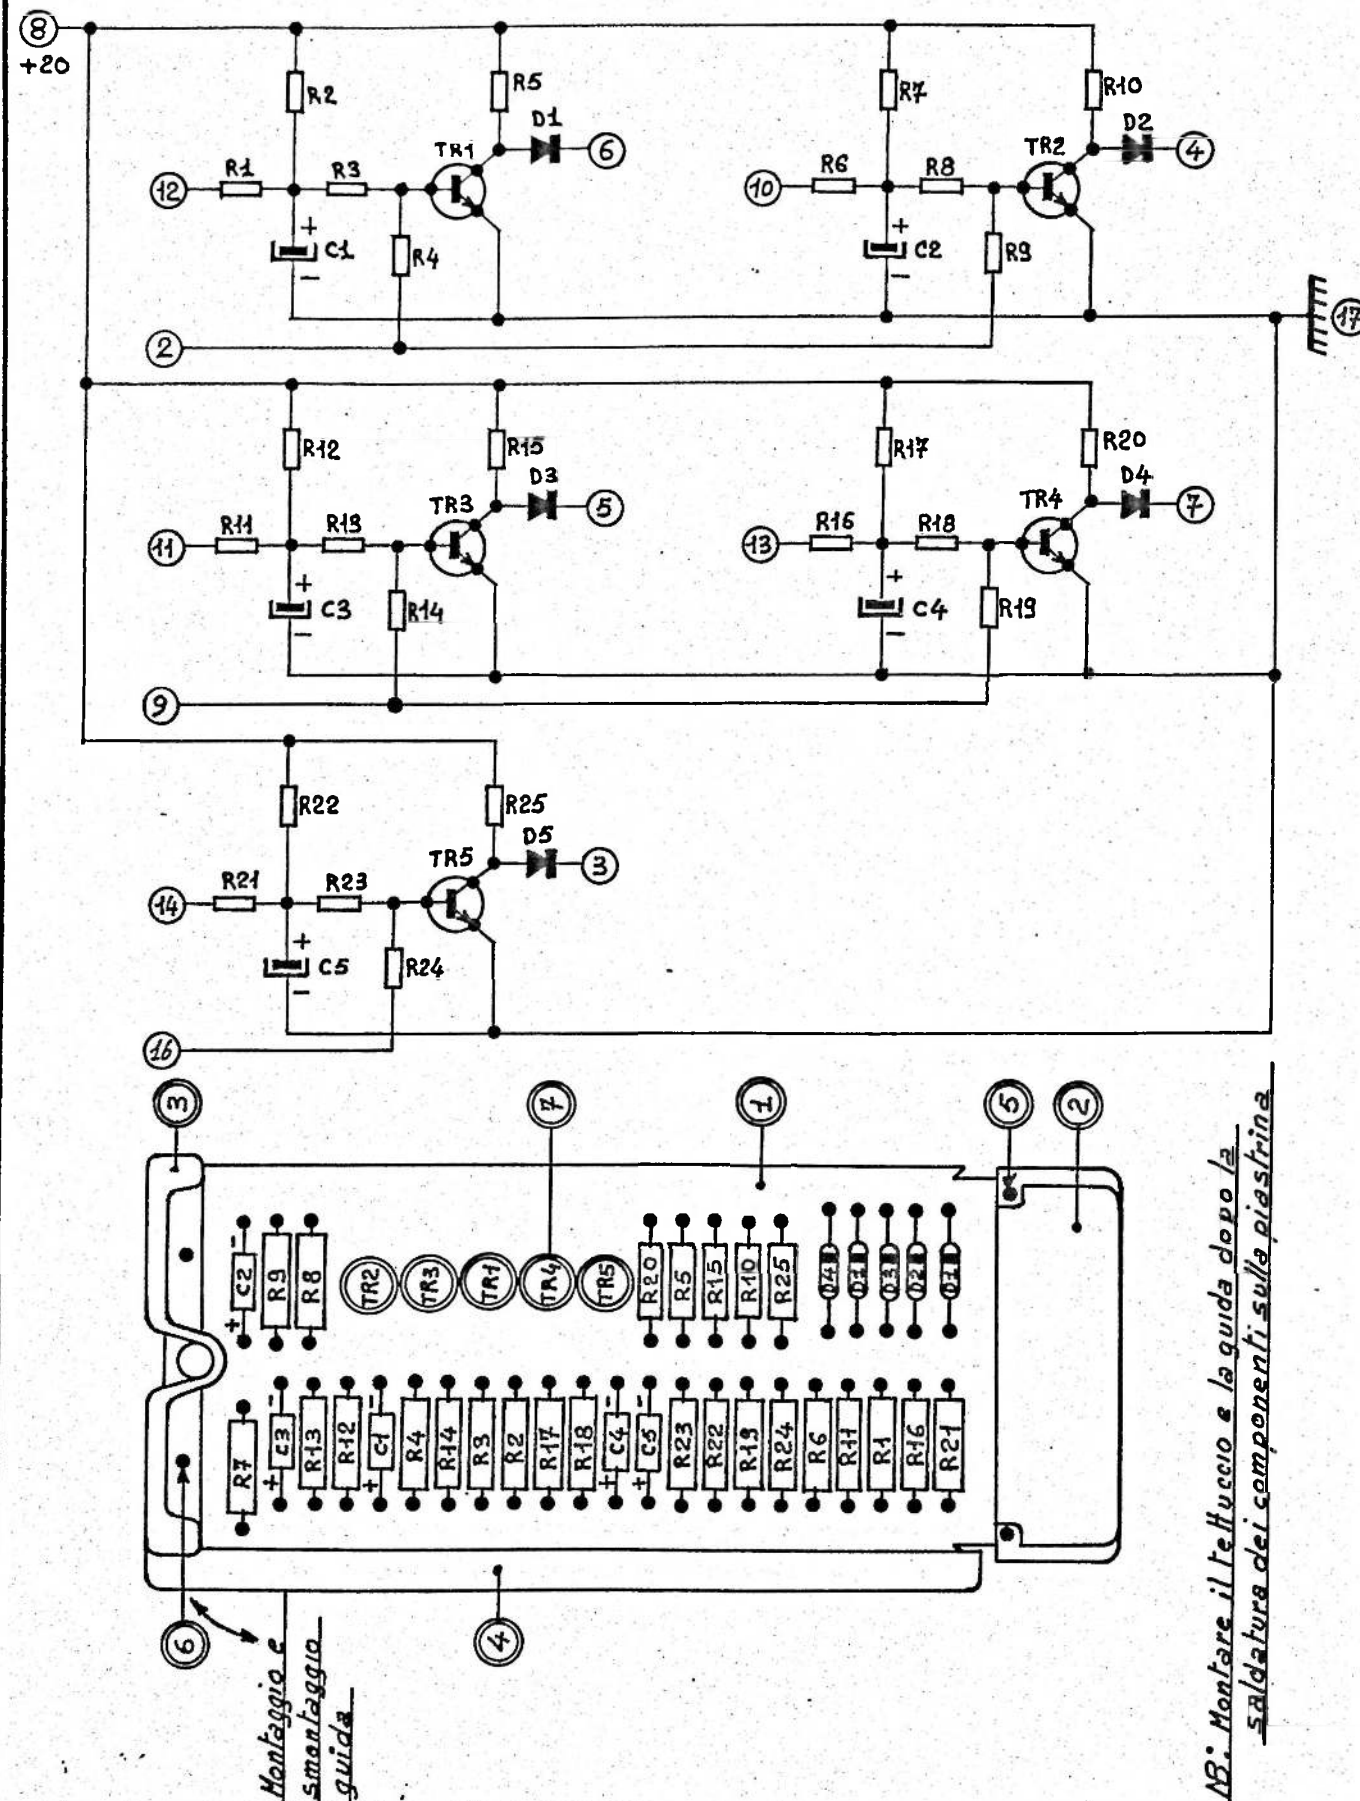 8
+20
R2
R5
D1
6
TR1
R1
R3
12
+
C1
-
R4
R7
R10
D2
4
TR2
R6
R8
10
+
C2
-
R9
2
17
R12
R15
D3
5
TR3
R11
R13
11
+
C3
-
R14
R17
R20
D4
7
TR4
R16
R18
13
+
C4
-
R19
9
R22
R25
D5
3
TR5
R21
R23
14
+
C5
-
R24
16
3
7
1
5
2
- C2 +
R9
R8
TR2
TR3
TR1
TR4
TR5
R20
R5
R15
R10
R25
D4
D3
D2
D1
R7
- C3 +
R13
R12
- C1 +
R4
R14
R3
R2
R17
R18
- C4 +
- C5 +
R23
R22
R19
R24
R6
R11
R1
R16
R21
6
4
Montaggio e
smontaggio
guida
NB: Montare il tettuccio e la guida dopo la
saldatura dei componenti sulla piastrina